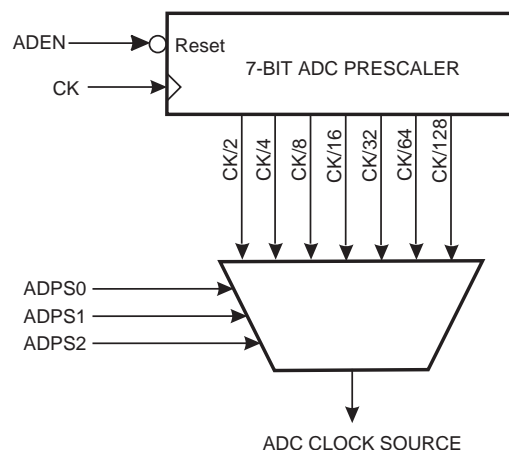 ADEN
Reset
7-BIT ADC PRESCALER
CK
CK/2
CK/4
CK/8
CK/16
CK/32
CK/64
CK/128
ADPS0
ADPS1
ADPS2
ADC CLOCK SOURCE